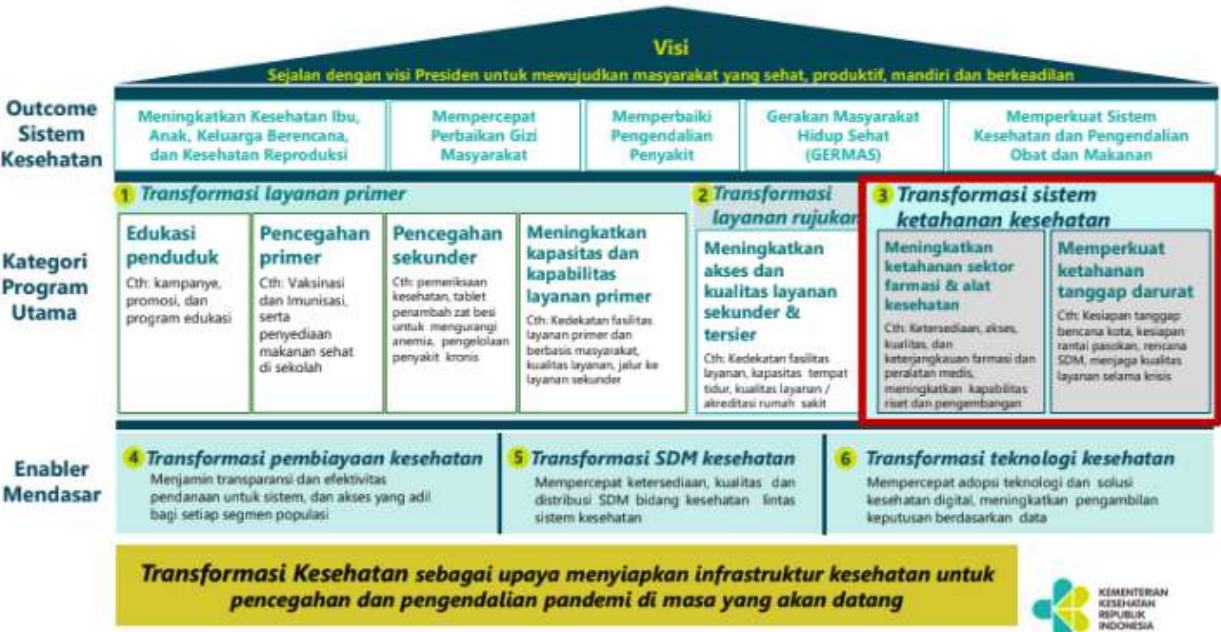 Visi
Sejalan dengan visi Presiden untuk mewujudkan masyarakat yang sehat, produktif, mandiri dan berkeadilan
Outcome
Sistem
Kesehatan
Meningkatkan Kesehatan Ibu,
Anak, Keluarga Berencana,
dan Kesehatan Reproduksi
Mempercepat
Perbaikan Gizi
Masyarakat
Memperbaiki
Pengendalian
Penyakit
Gerakan Masyarakat
Hidup Sehat
(GERMAS)
Memperkuat Sistem
Kesehatan dan Pengendalian
Obat dan Makanan
Kategori
Program
Utama
1 Transformasi layanan primer
Edukasi
penduduk
Cth: kampanye,
promosi, dan
program edukasi
Pencegahan
primer
Cth: Vaksinasi
dan Imunisasi,
serta
penyediaan
makanan sehat
di sekolah
Pencegahan
sekunder
Cth: pemeriksaan
kesehatan, tablet
penambah zat besi
untuk mengurangi
anemia, pengelolaan
penyakit kronis
Meningkatkan
kapasitas dan
kapabilitas
layanan primer
Cth: Kedekatan fasilitas
layanan primer dan
berbasis masyarakat,
kualitas layanan, jalur ke
layanan sekunder
2 Transformasi
layanan rujukan
Meningkatkan
akses dan
kualitas layanan
sekunder &
tersier
Cth: Kedekatan fasilitas
layanan, kapasitas tempat
tidur, kualitas layanan /
akreditasi rumah sakit
3 Transformasi sistem
ketahanan kesehatan
Meningkatkan
ketahanan sektor
farmasi & alat
kesehatan
Cth: Ketersediaan, akses,
kualitas, dan
keterjangkauan farmasi dan
peralatan medis,
meningkatkan kapabilitas
riset dan pengembangan
Memperkuat
ketahanan
tanggap darurat
Cth: Kesiapan tanggap
bencana kota, kesiapan
rantai pasokan, rencana
SDM, menjaga kualitas
layanan selama krisis
Enabler
Mendasar
4 Transformasi pembiayaan kesehatan
Menjamin transparansi dan efektivitas
pendanaan untuk sistem, dan akses yang adil
bagi setiap segmen populasi
5 Transformasi SDM kesehatan
Mempercepat ketersediaan, kualitas dan
distribusi SDM bidang kesehatan lintas
sistem kesehatan
6 Transformasi teknologi kesehatan
Mempercepat adopsi teknologi dan solusi
kesehatan digital, meningkatkan pengambilan
keputusan berdasarkan data
Transformasi Kesehatan sebagai upaya menyiapkan infrastruktur kesehatan untuk
pencegahan dan pengendalian pandemi di masa yang akan datang
KEMENTERIAN
KESEHATAN
REPUBLIK
INDONESIA